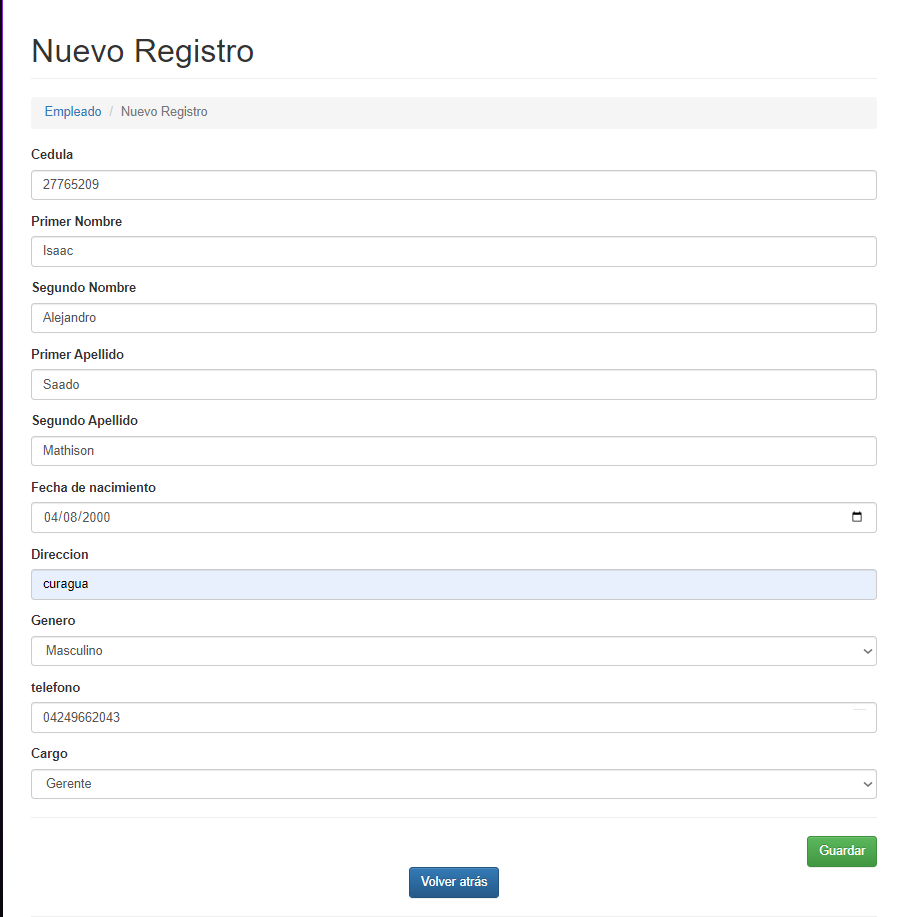 Nuevo Registro
Empleado / Nuevo Registro
Cedula
27765209
Primer Nombre
Isaac
Segundo Nombre
Alejandro
Primer Apellido
Saado
Segundo Apellido
Mathison
Fecha de nacimiento
04/08/2000
Direccion
curagua
Genero
Masculino
telefono
04249662043
Cargo
Gerente
Guardar
Volver atrás